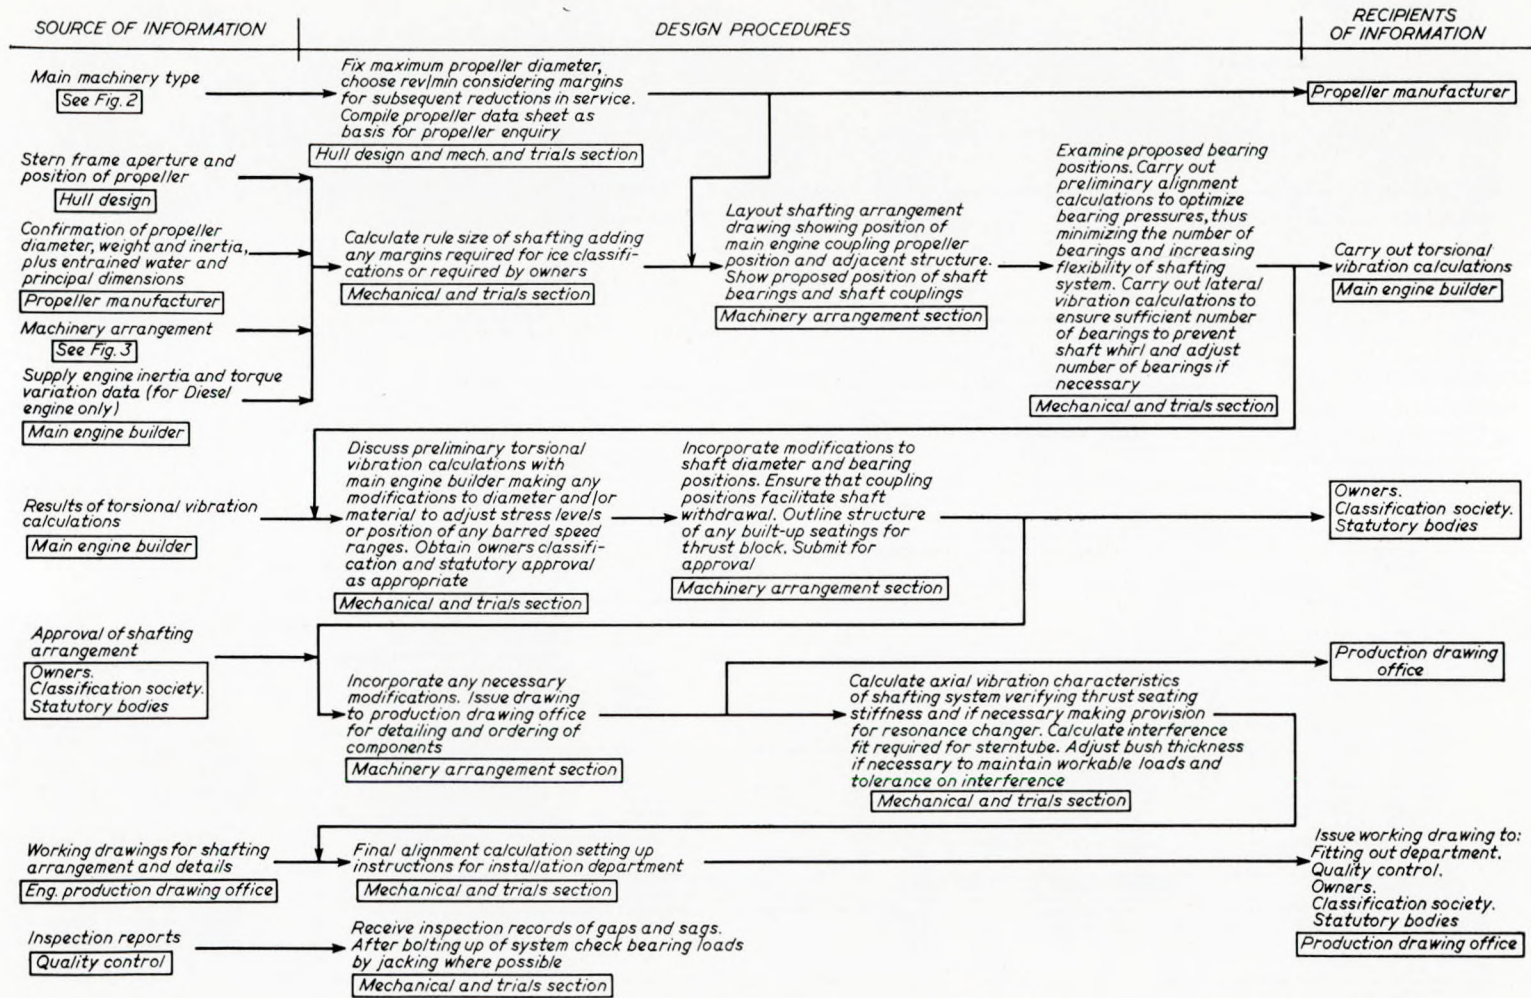 SOURCE OF INFORMATION
DESIGN PROCEDURES
RECIPIENTS
OF INFORMATION
Main machinery type
See Fig. 2
Fix maximum propeller diameter,
choose rev/min considering margins
for subsequent reductions in service.
Compile propeller data sheet as
basis for propeller enquiry
Hull design and mech. and trials section
Propeller manufacturer
Stern frame aperture and
position of propeller
Hull design
Confirmation of propeller
diameter, weight and inertia,
plus entrained water and
principal dimensions
Propeller manufacturer
Machinery arrangement
See Fig. 3
Supply engine inertia and torque
variation data (for Diesel
engine only)
Main engine builder
Calculate rule size of shafting adding
any margins required for ice classifi-
cations or required by owners
Mechanical and trials section
Layout shafting arrangement
drawing showing position of
main engine coupling propeller
position and adjacent structure.
Show proposed position of shaft
bearings and shaft couplings
Machinery arrangement section
Examine proposed bearing
positions. Carry out
preliminary alignment
calculations to optimize
bearing pressures, thus
minimizing the number of
bearings and increasing
flexibility of shafting
system. Carry out lateral
vibration calculations to
ensure sufficient number
of bearings to prevent
shaft whirl and adjust
number of bearings if
necessary
Mechanical and trials section
Carry out torsional
vibration calculations
Main engine builder
Results of torsional vibration
calculations
Main engine builder
Discuss preliminary torsional
vibration calculations with
main engine builder making any
modifications to diameter and/or
material to adjust stress levels
or position of any barred speed
ranges. Obtain owners classifi-
cation and statutory approval
as appropriate
Mechanical and trials section
Incorporate modifications to
shaft diameter and bearing
positions. Ensure that coupling
positions facilitate shaft
withdrawal. Outline structure
of any built-up seatings for
thrust block. Submit for
approval
Machinery arrangement section
Owners.
Classification society.
Statutory bodies
Approval of shafting
arrangement
Owners.
Classification society.
Statutory bodies
Incorporate any necessary
modifications. Issue drawing
to production drawing office
for detailing and ordering of
components
Machinery arrangement section
Calculate axial vibration characteristics
of shafting system verifying thrust seating
stiffness and if necessary making provision
for resonance changer. Calculate interference
fit required for sterntube. Adjust bush thickness
if necessary to maintain workable loads and
tolerance on interference
Mechanical and trials section
Production drawing
office
Working drawings for shafting
arrangement and details
Eng. production drawing office
Final alignment calculation setting up
instructions for installation department
Mechanical and trials section
Issue working drawing to:
Fitting out department.
Quality control.
Owners.
Classification society.
Statutory bodies
Production drawing office
Inspection reports
Quality control
Receive inspection records of gaps and sags.
After bolting up of system check bearing loads
by jacking where possible
Mechanical and trials section